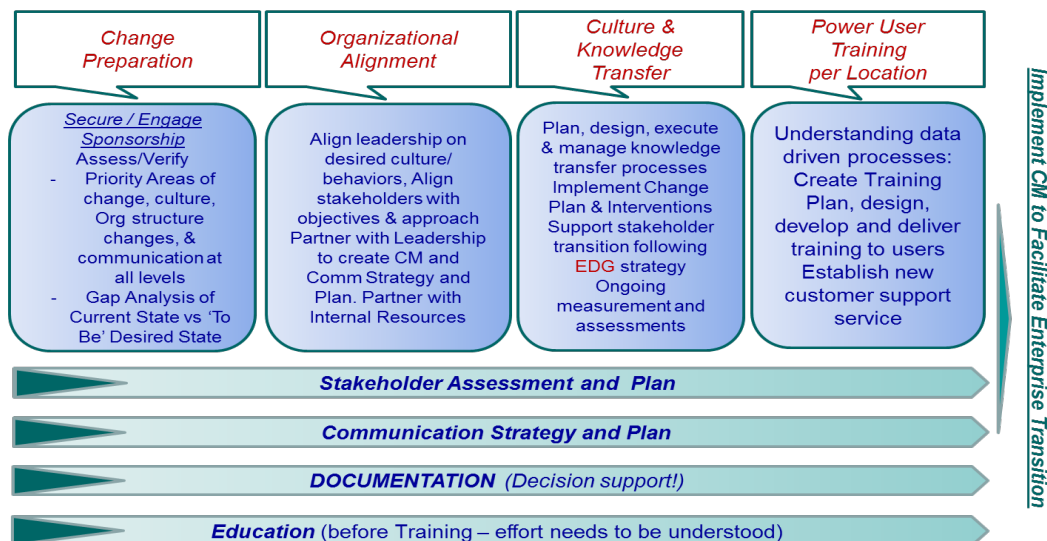 Change
Preparation
Organizational
Alignment
Culture &
Knowledge
Transfer
Power User
Training
per Location
Secure / Engage
Sponsorship
Assess/Verify
- Priority Areas of
change, culture,
Org structure
changes, &
communication at
all levels
- Gap Analysis of
Current State vs ‘To
Be’ Desired State
Align leadership on
desired culture/
behaviors, Align
stakeholders with
objectives & approach
Partner with Leadership
to create CM and
Comm Strategy and
Plan. Partner with
Internal Resources
Plan, design, execute
& manage knowledge
transfer processes
Implement Change
Plan & Interventions
Support stakeholder
transition following
EDG strategy
Ongoing
measurement and
assessments
Understanding data
driven processes:
Create Training
Plan, design,
develop and deliver
training to users
Establish new
customer support
service
Stakeholder Assessment and Plan
Communication Strategy and Plan
DOCUMENTATION (Decision support!)
Education (before Training – effort needs to be understood)
Implement CM to Facilitate Enterprise Transition